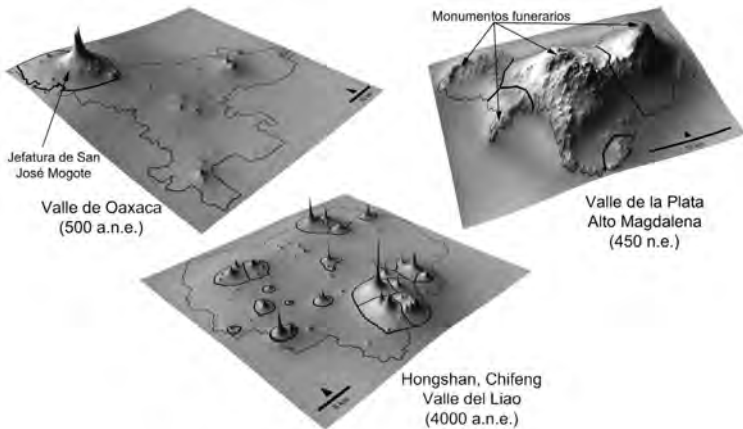 Monumentos funerarios
Jefatura de San
José Mogote
Valle de Oaxaca
(500 a.n.e.)
Valle de la Plata
Alto Magdalena
(450 n.e.)
Hongshan, Chifeng
Valle del Liao
(4000 a.n.e.)